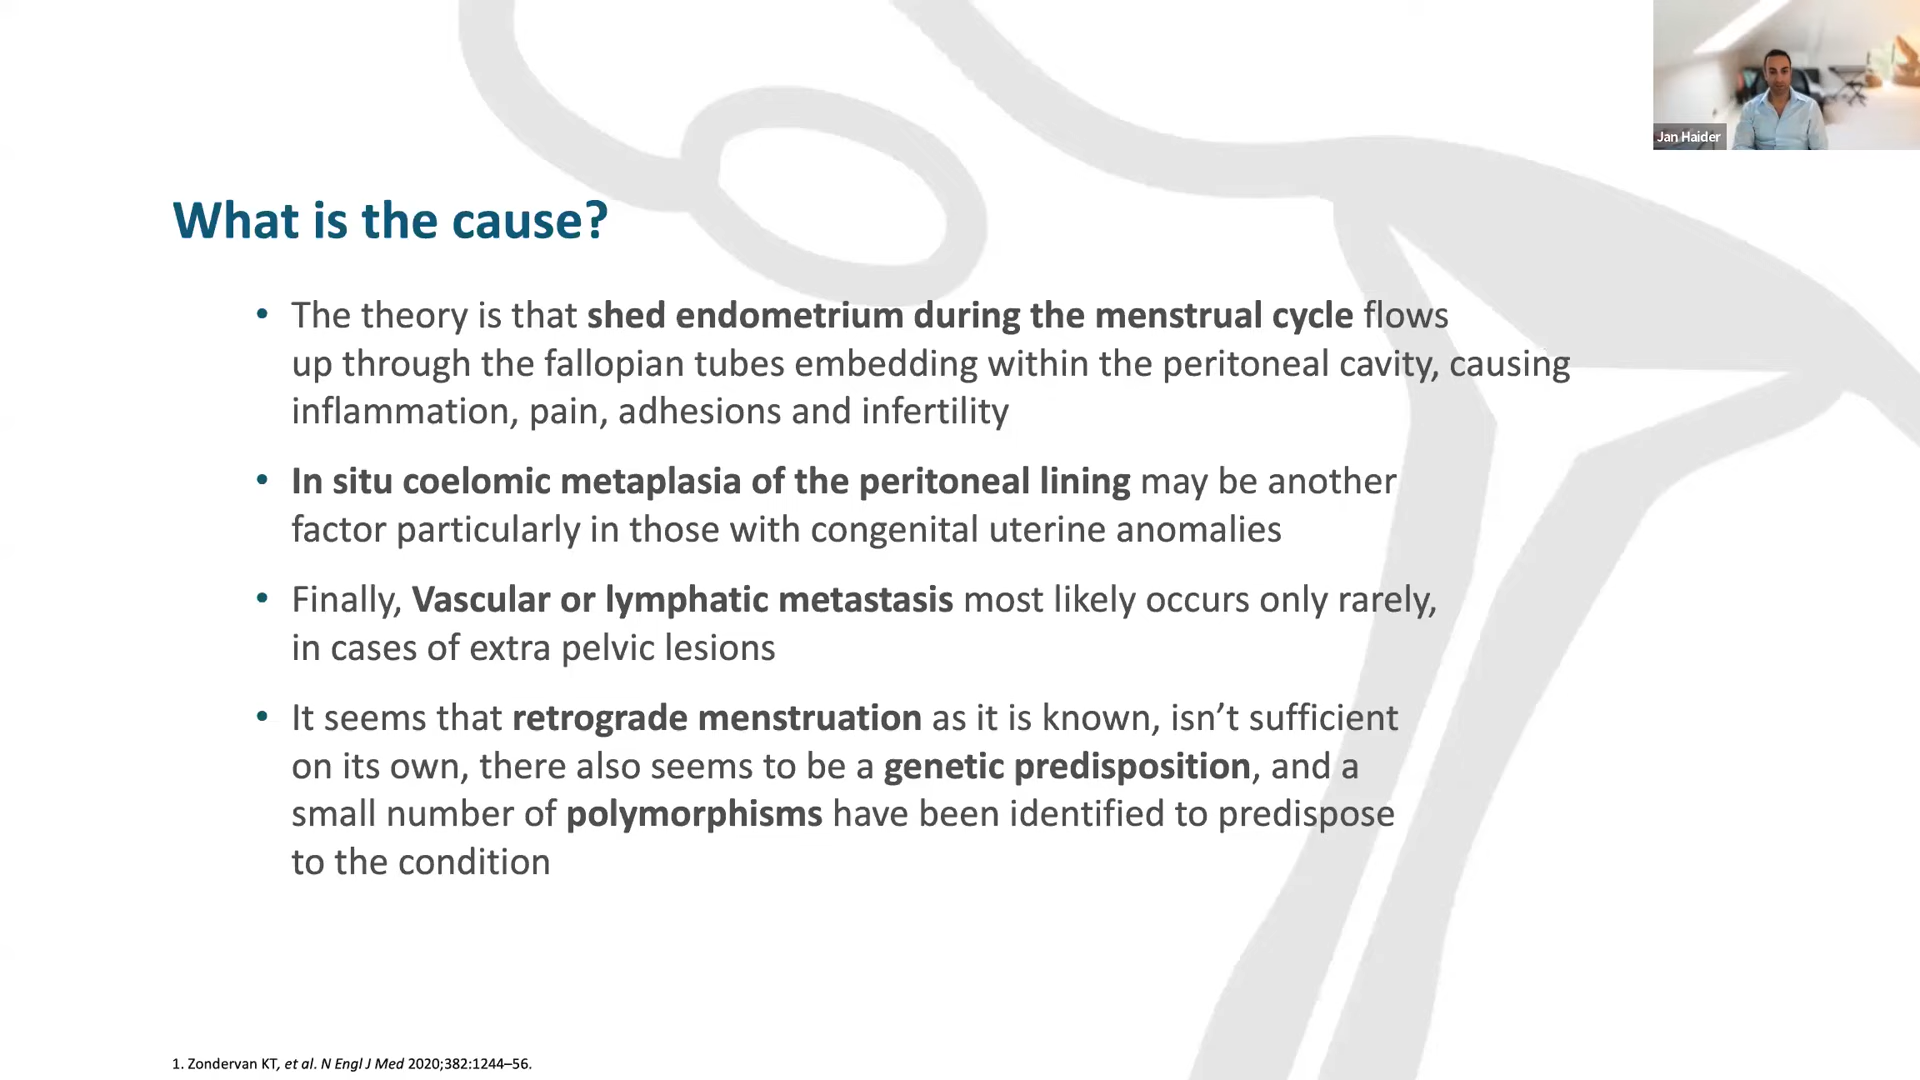 Jan Haider
What is the cause?
• The theory is that shed endometrium during the menstrual cycle flows
up through the fallopian tubes embedding within the peritoneal cavity, causing
inflammation, pain, adhesions and infertility
• In situ coelomic metaplasia of the peritoneal lining may be another
factor particularly in those with congenital uterine anomalies
• Finally, Vascular or lymphatic metastasis most likely occurs only rarely,
in cases of extra pelvic lesions
• It seems that retrograde menstruation as it is known, isn’t sufficient
on its own, there also seems to be a genetic predisposition, and a
small number of polymorphisms have been identified to predispose
to the condition
1. Zondervan KT, et al. N Engl J Med 2020;382:1244–56.